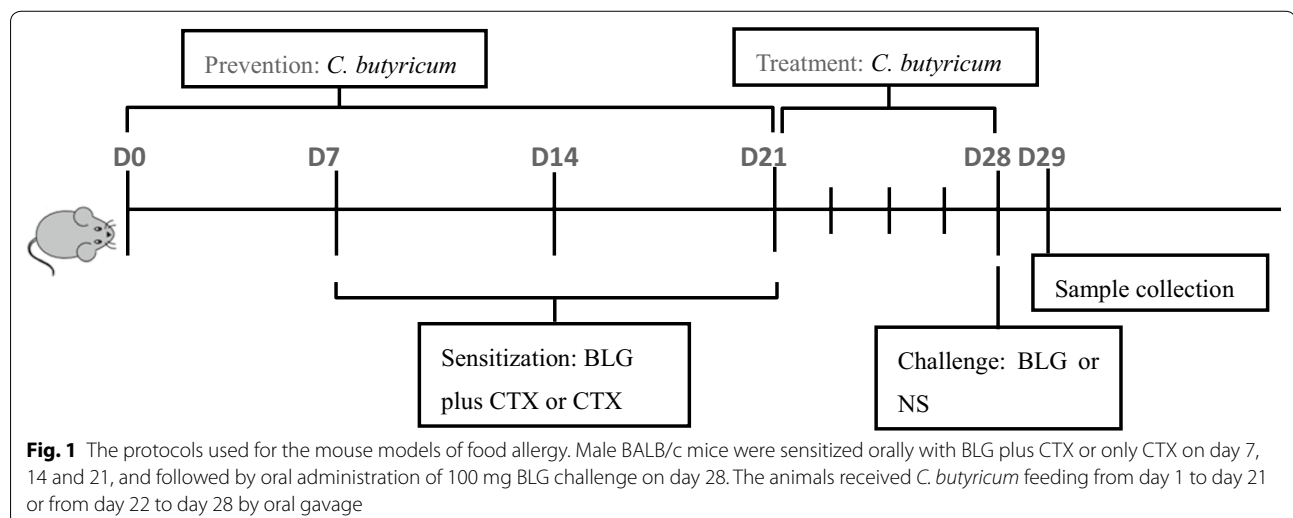 Prevention: C. butyricum
Treatment: C. butyricum
D0 D7 D14 D21 D28 D29
Sample collection
Sensitization: BLG
plus CTX or CTX
Challenge: BLG or
NS
Fig. 1 The protocols used for the mouse models of food allergy. Male BALB/c mice were sensitized orally with BLG plus CTX or only CTX on day 7,
14 and 21, and followed by oral administration of 100 mg BLG challenge on day 28. The animals received C. butyricum feeding from day 1 to day 21
or from day 22 to day 28 by oral gavage